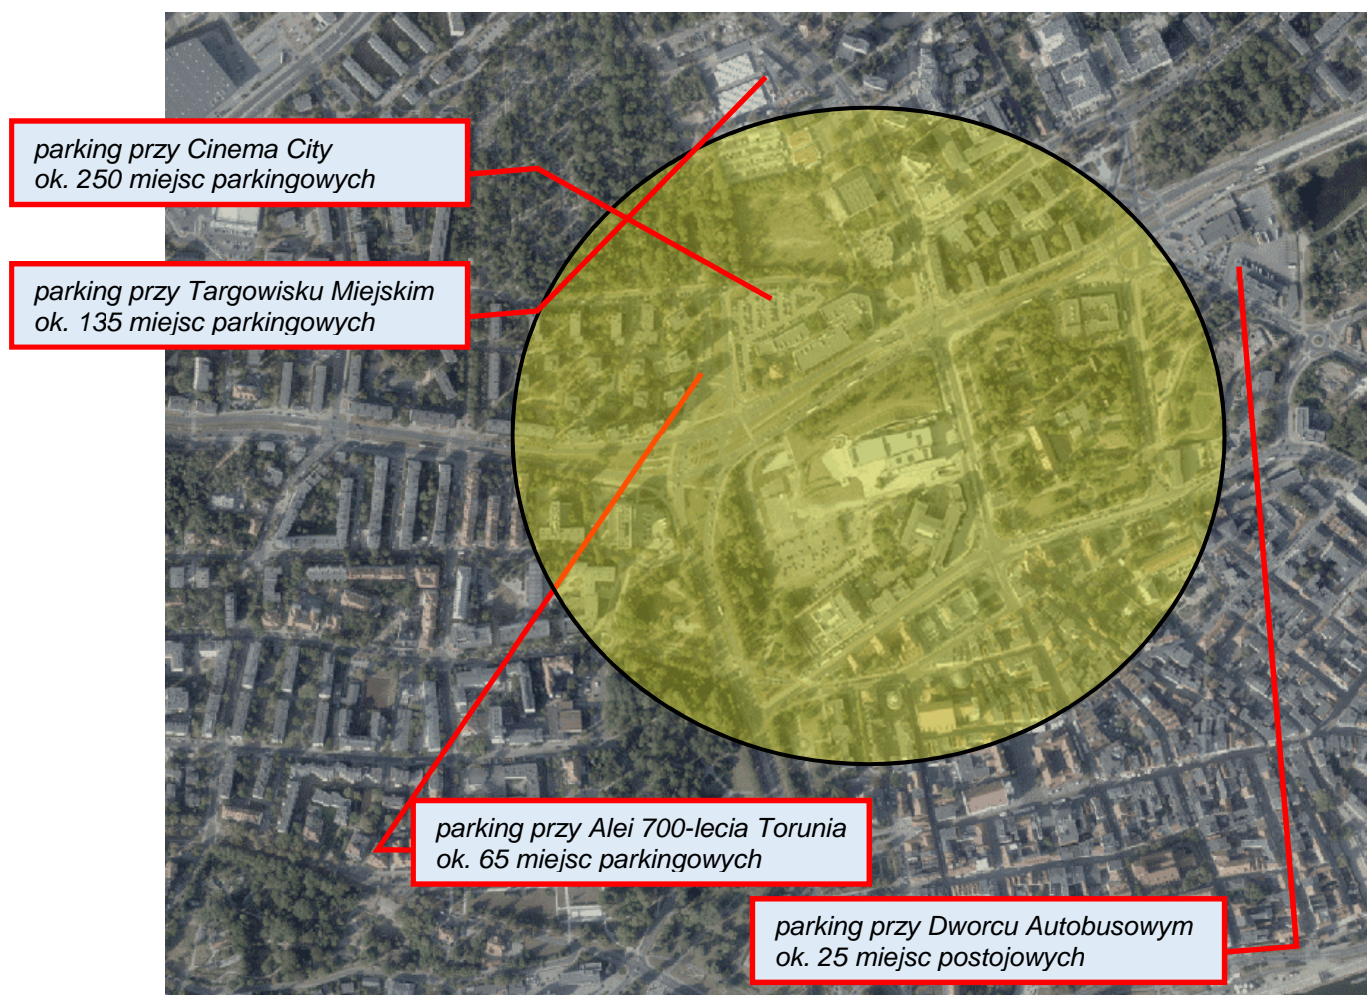 parking przy Cinema City
ok. 250 miejsc parkingowych
parking przy Targowisku Miejskim
ok. 135 miejsc parkingowych
parking przy Alei 700-lecia Torunia
ok. 65 miejsc parkingowych
parking przy Dworcu Autobusowym
ok. 25 miejsc postojowych